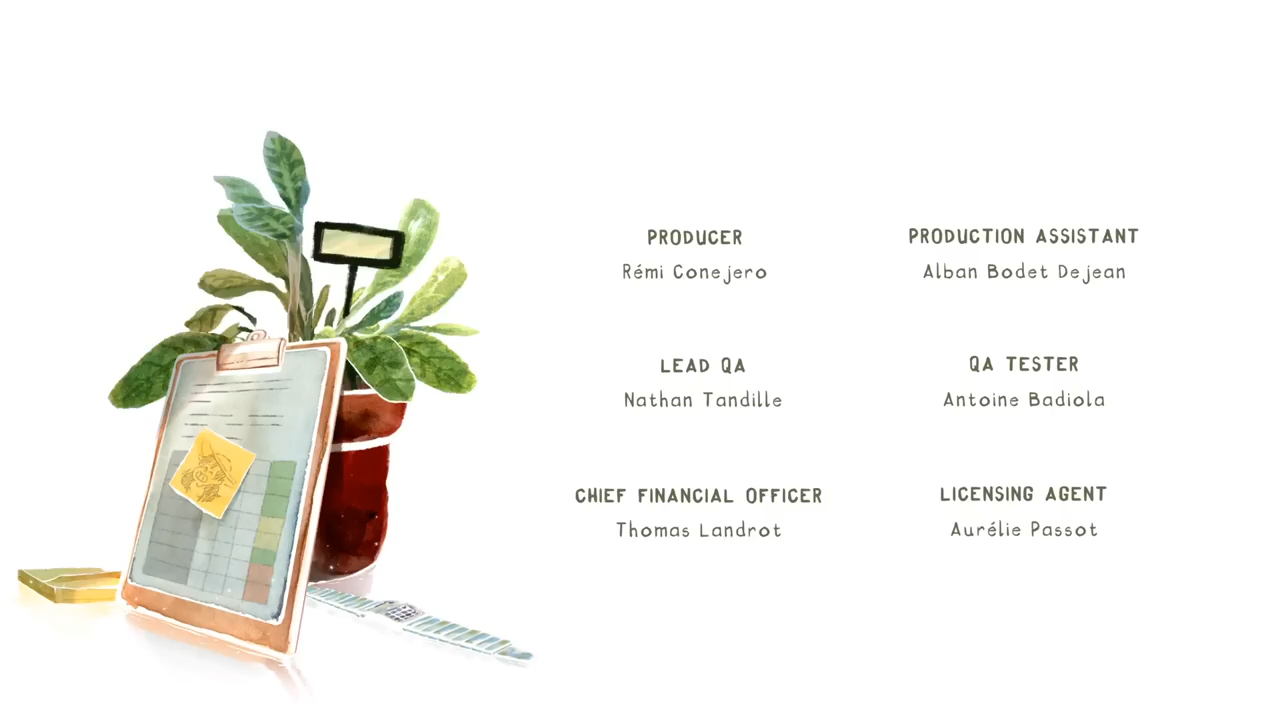 PRODUCER
Rémi Conejero
PRODUCTION ASSISTANT
Alban Bodet Dejean
LEAD QA
Nathan Tandille
QA TESTER
Antoine Badiola
CHIEF FINANCIAL OFFICER
Thomas Landrot
LICENSING AGENT
Aurélie Passot